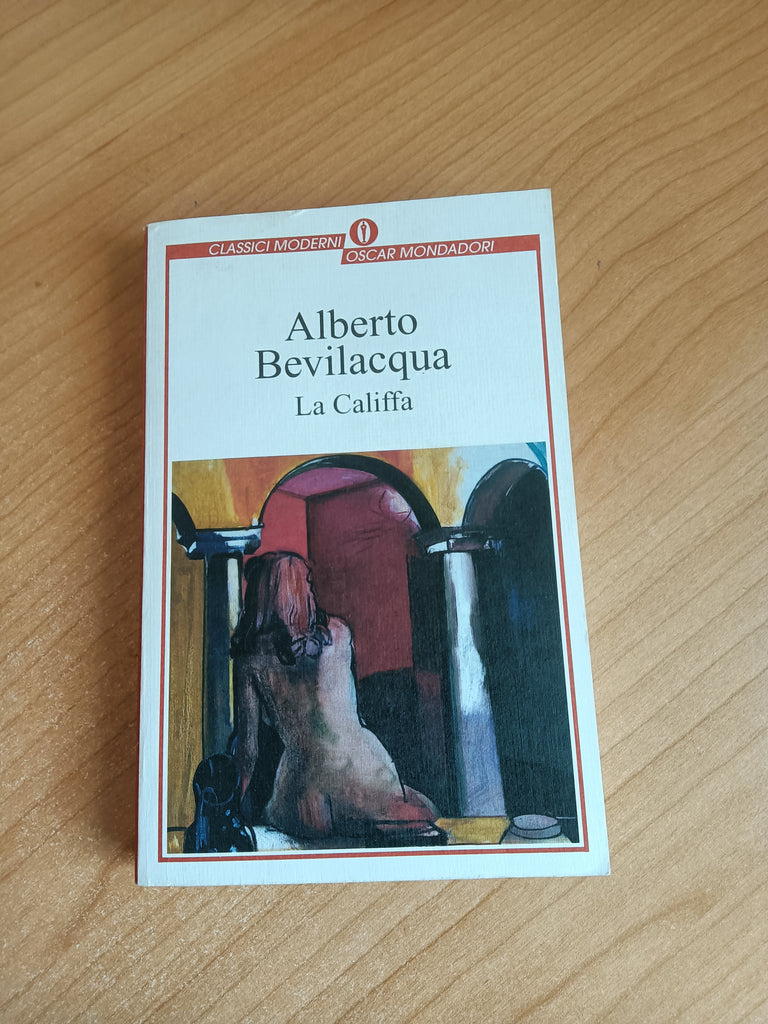 CLASSICI MODERNI
OSCAR MONDADORI
Alberto
Bevilacqua
La Califfa